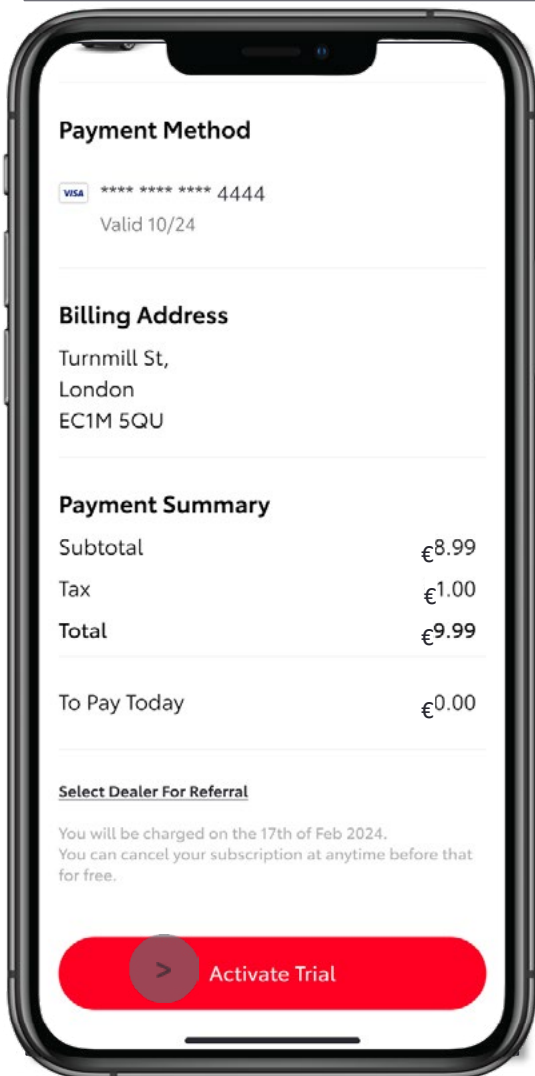 Payment Method
VISA **** **** **** 4444
Valid 10/24
Billing Address
Turnmill St,
London
EC1M 5QU
Payment Summary
Subtotal €8.99
Tax €1.00
Total €9.99
To Pay Today €0.00
Select Dealer For Referral
You will be charged on the 17th of Feb 2024.
You can cancel your subscription at anytime before that
for free.
> Activate Trial